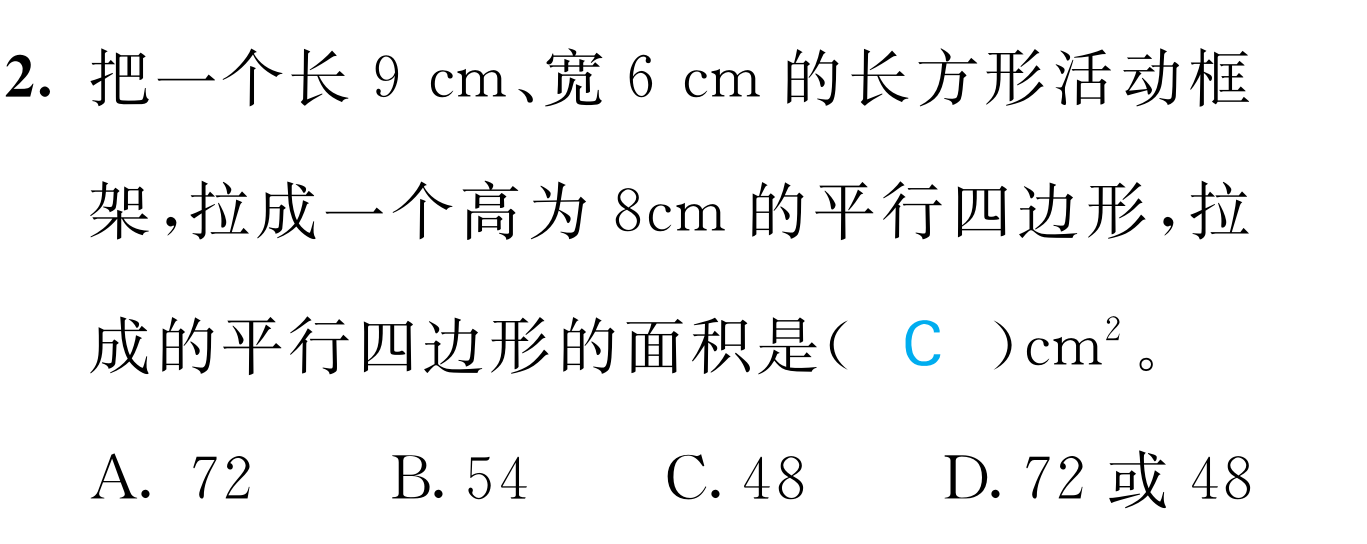 2. 把一个长 9 cm、宽 6 cm 的长方形活动框
架,拉成一个高为 8cm 的平行四边形,拉
成的平行四边形的面积是( C )cm²。
A. 72 B. 54 C. 48 D. 72 或 48